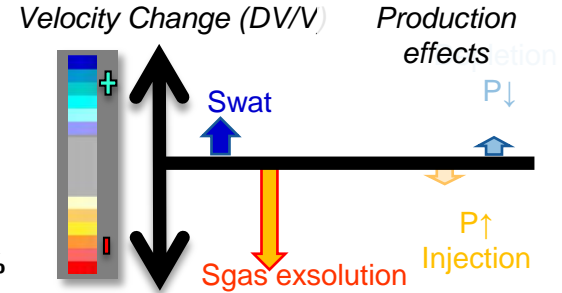 Velocity Change (DV/V)
Production
effects
P↓
+
Swat
P↑
Injection
Sgas exsolution